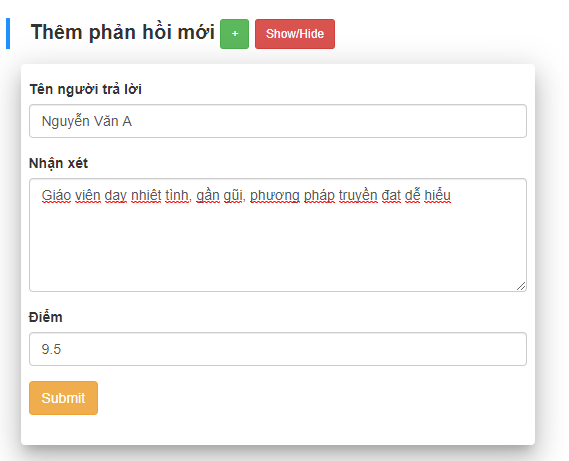 Thêm phản hồi mới + Show/Hide
Tên người trả lời
Nguyễn Văn A
Nhận xét
Giáo viên dạy nhiệt tình, gần gũi, phương pháp truyền đạt dễ hiểu
Điểm
9.5
Submit